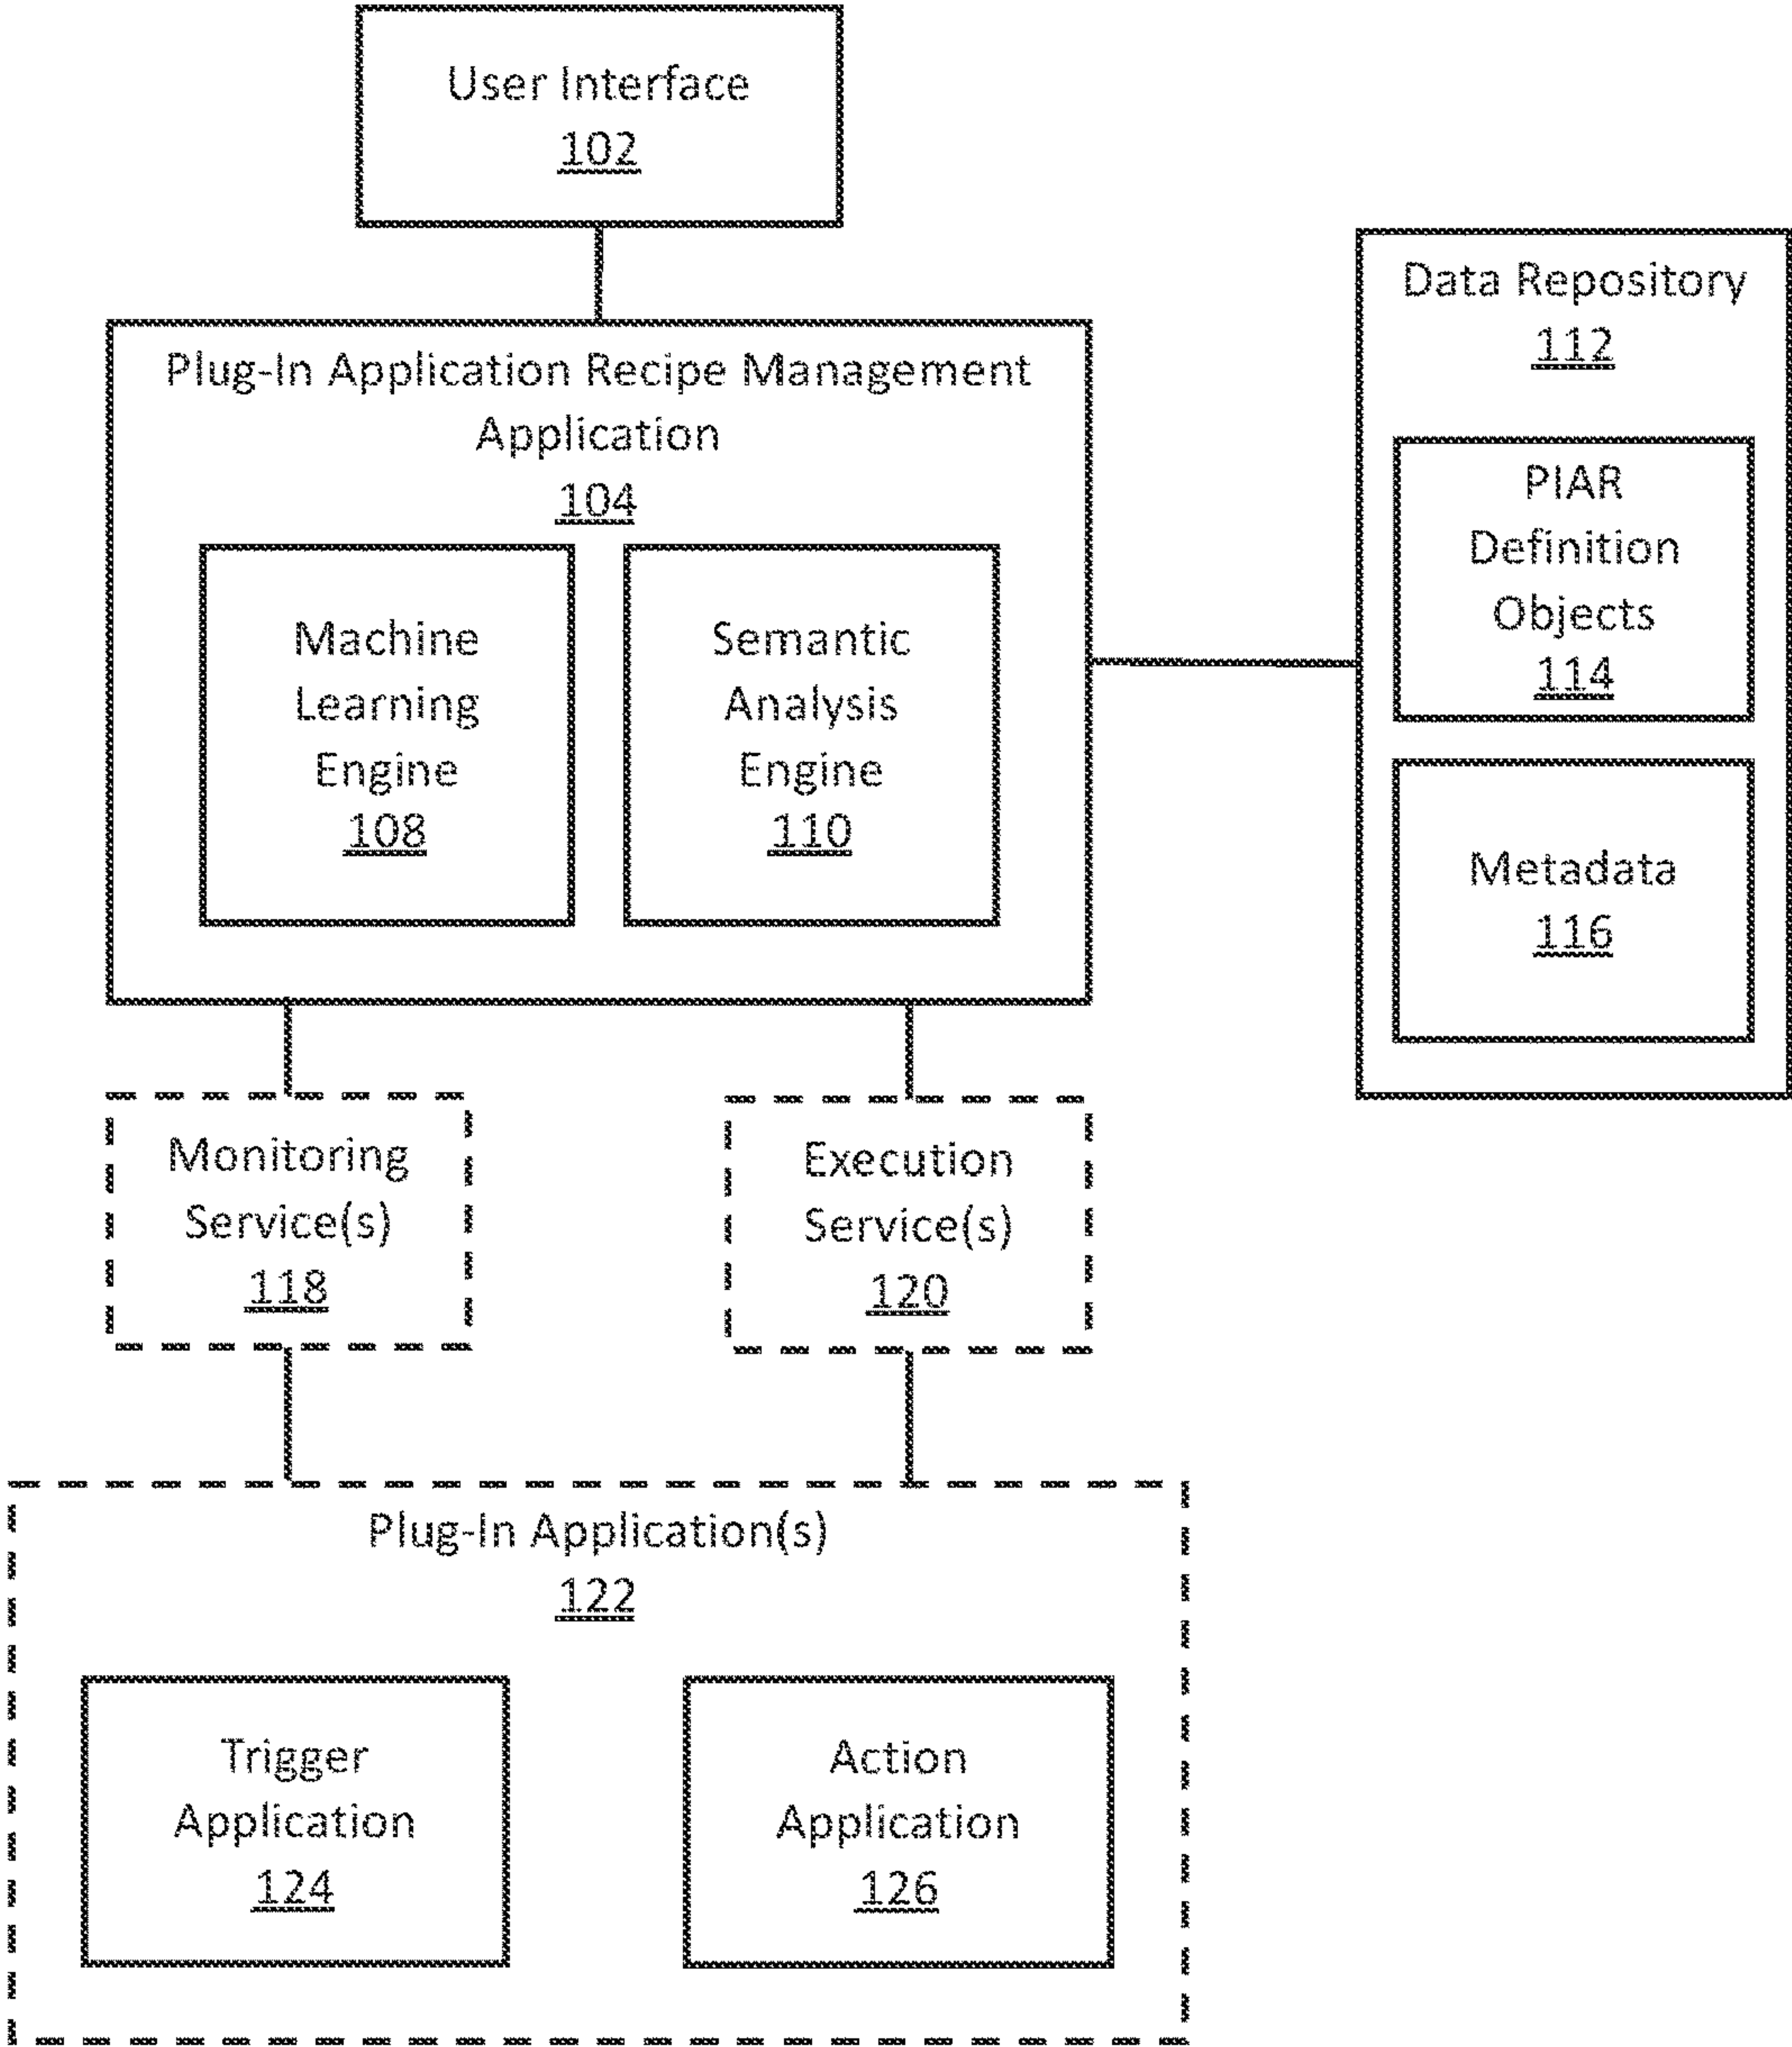 User Interface
102
Plug-In Application Recipe Management
Application
104
Machine
Learning
Engine
108
Semantic
Analysis
Engine
110
Data Repository
112
PIAR
Definition
Objects
114
Metadata
116
Monitoring
Service(s)
118
Execution
Service(s)
120
Plug-In Application(s)
122
Trigger
Application
124
Action
Application
126